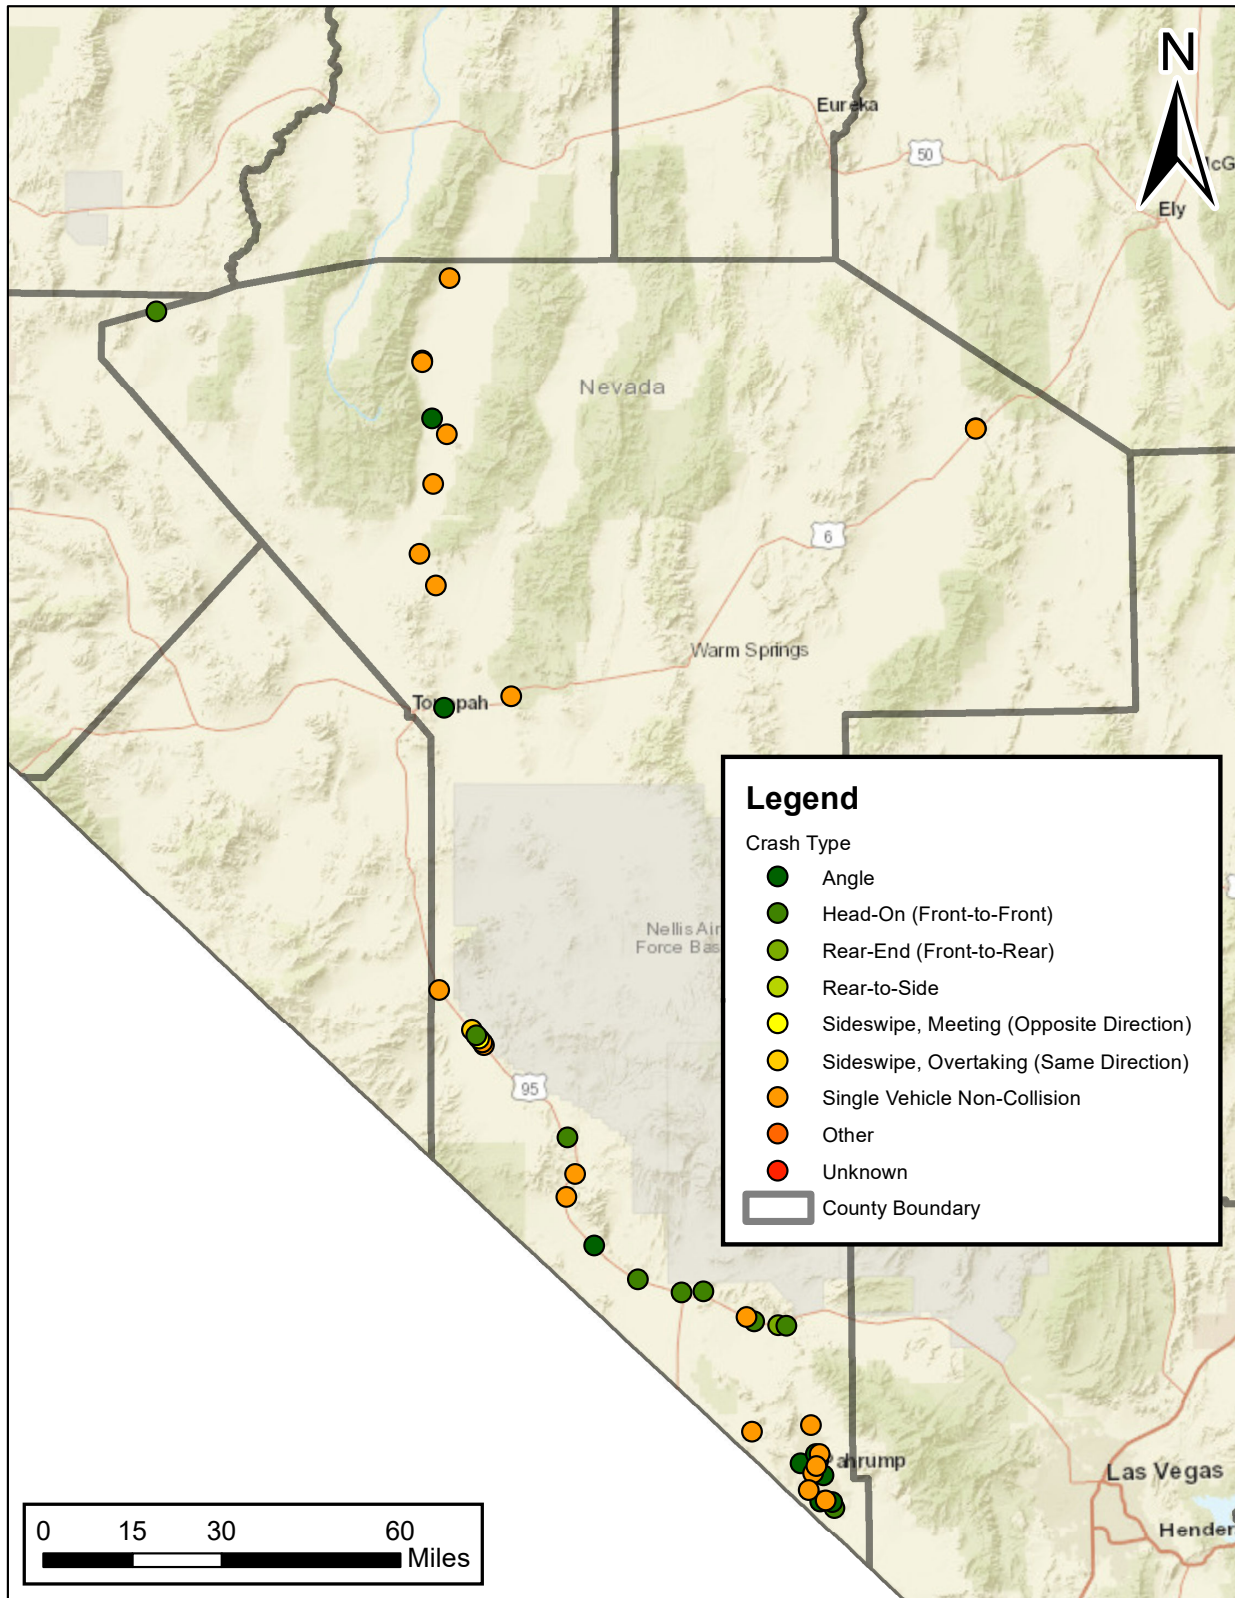 N
Eureka
50
Ely
Nevada
6
Warm Springs
Legend
Crash Type
Angle
Head-On (Front-to-Front)
Rear-End (Front-to-Rear)
Rear-to-Side
Sideswipe, Meeting (Opposite Direction)
Sideswipe, Overtaking (Same Direction)
Single Vehicle Non-Collision
Other
Unknown
County Boundary
Nellis Air
Force Bas
95
Las Vegas
Hender
0 15 30 60
Miles